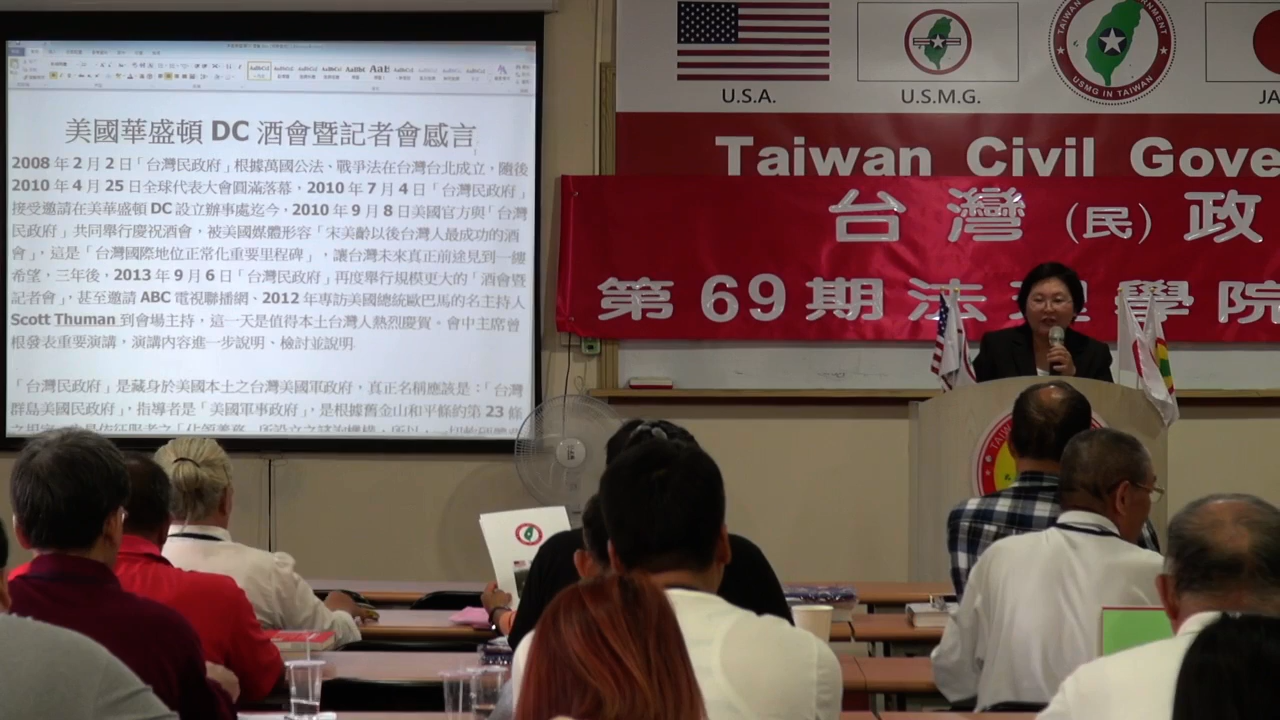 美國華盛頓 DC 酒會暨記者會感言
2008 年 2 月 2 日「台灣民政府」根據萬國公法、戰爭法在台灣台北成立，隨後
2010 年 4 月 25 日全球代表大會圓滿落幕，2010 年 7 月 4 日「台灣民政府」
接受邀請在美華盛頓 DC 設立辦事處迄今，2010 年 9 月 8 日美國官方與「台灣
民政府」共同舉行慶祝酒會，被美國媒體形容「宋美齡以後台灣人最成功的酒
會」，這是「台灣國際地位正常化重要里程碑」，讓台灣未來真正前途見到一縷
希望，三年後，2013 年 9 月 6 日「台灣民政府」再度舉行規模更大的「酒會暨
記者會」，甚至邀請 ABC 電視聯播網、2012 年專訪美國總統歐巴馬的名主持人
Scott Thuman 到會場主持，這一天是值得本土台灣人熱烈慶賀。會中主席曾
根發表重要演講，演講內容進一步說明、檢討並說明
「台灣民政府」是藏身於美國本土之台灣美國軍政府，真正名稱應該是：「台灣
群島美國民政府」，指導者是「美國軍事政府」，是根據舊金山和平條約第 23 條
U.S.A.
U.S.M.G.
USMG IN TAIWAN
JA
Taiwan Civil Gove
台灣(民)政
第69期法理學院